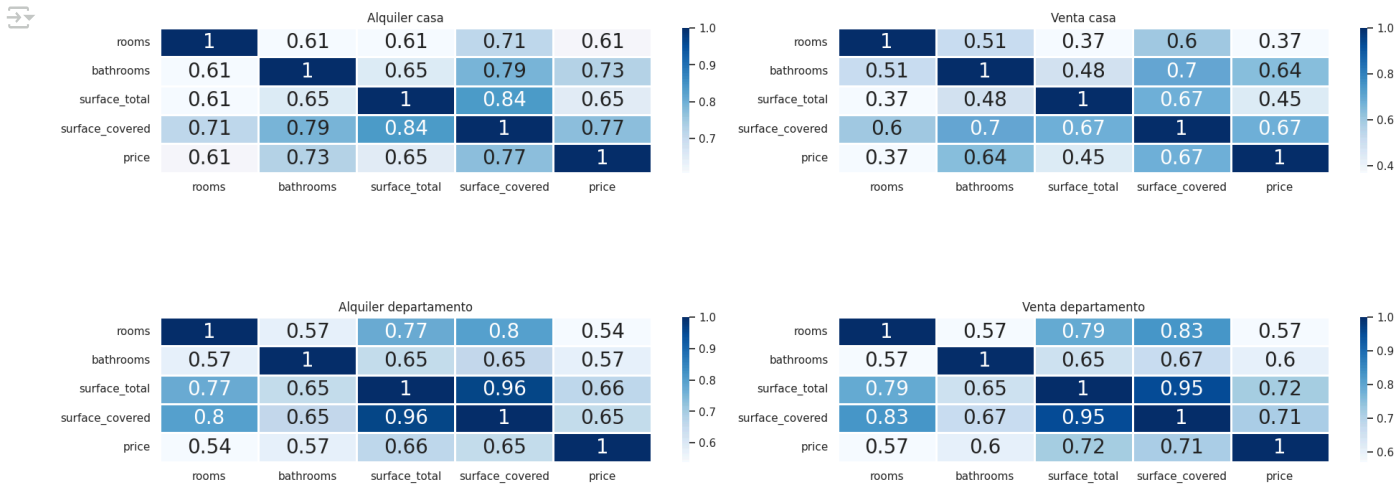 Alquiler casa
rooms 1 0.61 0.61 0.71 0.61
bathrooms 0.61 1 0.65 0.79 0.73
surface_total 0.61 0.65 1 0.84 0.65
surface_covered 0.71 0.79 0.84 1 0.77
price 0.61 0.73 0.65 0.77 1
rooms bathrooms surface_total surface_covered price
1.0
0.9
0.8
0.7
Venta casa
rooms 1 0.51 0.37 0.6 0.37
bathrooms 0.51 1 0.48 0.7 0.64
surface_total 0.37 0.48 1 0.67 0.45
surface_covered 0.6 0.7 0.67 1 0.67
price 0.37 0.64 0.45 0.67 1
rooms bathrooms surface_total surface_covered price
1.0
0.8
0.6
0.4
Alquiler departamento
rooms 1 0.57 0.77 0.8 0.54
bathrooms 0.57 1 0.65 0.65 0.57
surface_total 0.77 0.65 1 0.96 0.66
surface_covered 0.8 0.65 0.96 1 0.65
price 0.54 0.57 0.66 0.65 1
rooms bathrooms surface_total surface_covered price
1.0
0.9
0.8
0.7
0.6
Venta departamento
rooms 1 0.57 0.79 0.83 0.57
bathrooms 0.57 1 0.65 0.67 0.6
surface_total 0.79 0.65 1 0.95 0.72
surface_covered 0.83 0.67 0.95 1 0.71
price 0.57 0.6 0.72 0.71 1
rooms bathrooms surface_total surface_covered price
1.0
0.9
0.8
0.7
0.6